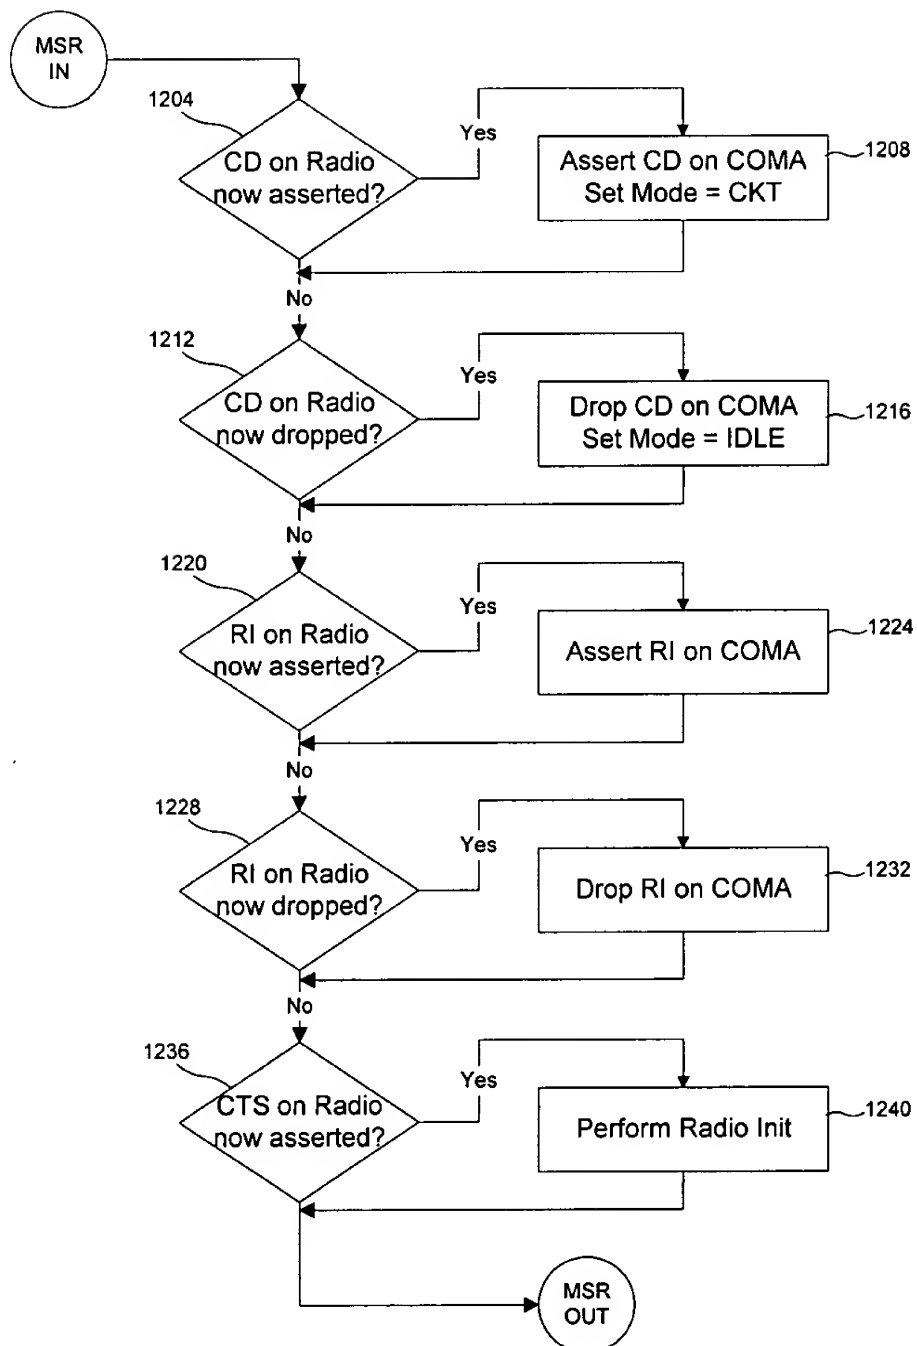 MSR
IN
1204
CD on Radio
now asserted?
Yes
Assert CD on COMA
Set Mode = CKT
1208
No
1212
CD on Radio
now dropped?
Yes
Drop CD on COMA
Set Mode = IDLE
1216
No
1220
RI on Radio
now asserted?
Yes
Assert RI on COMA
1224
No
1228
RI on Radio
now dropped?
Yes
Drop RI on COMA
1232
No
1236
CTS on Radio
now asserted?
Yes
Perform Radio Init
1240
MSR
OUT